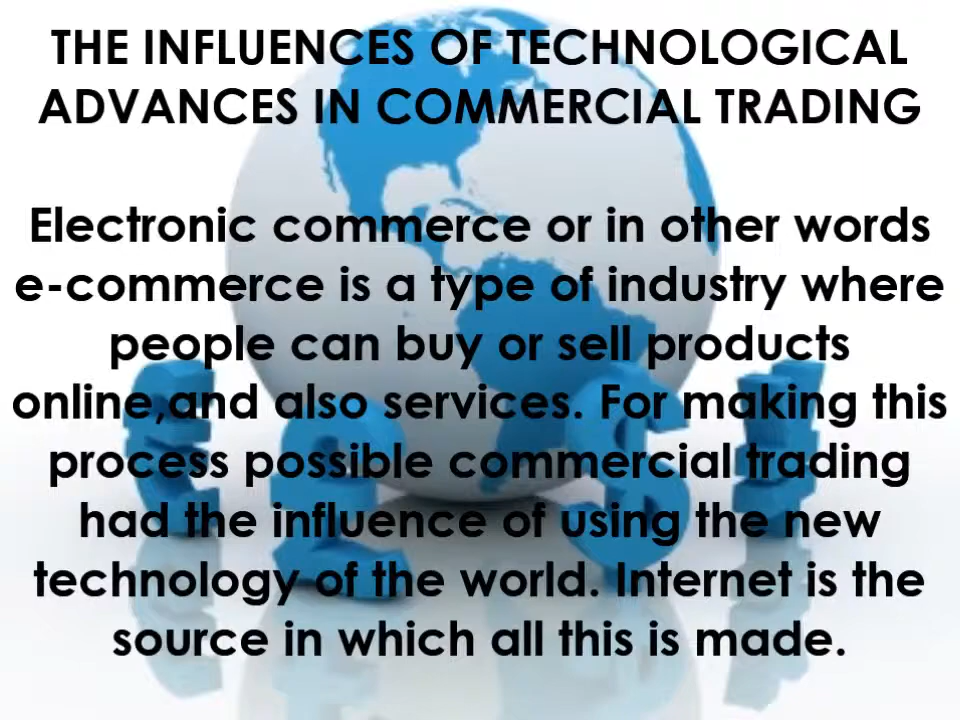 THE INFLUENCES OF TECHNOLOGICAL
ADVANCES IN COMMERCIAL TRADING
Electronic commerce or in other words
e-commerce is a type of industry where
people can buy or sell products
online,and also services. For making this
process possible commercial trading
had the influence of using the new
technology of the world. Internet is the
source in which all this is made.